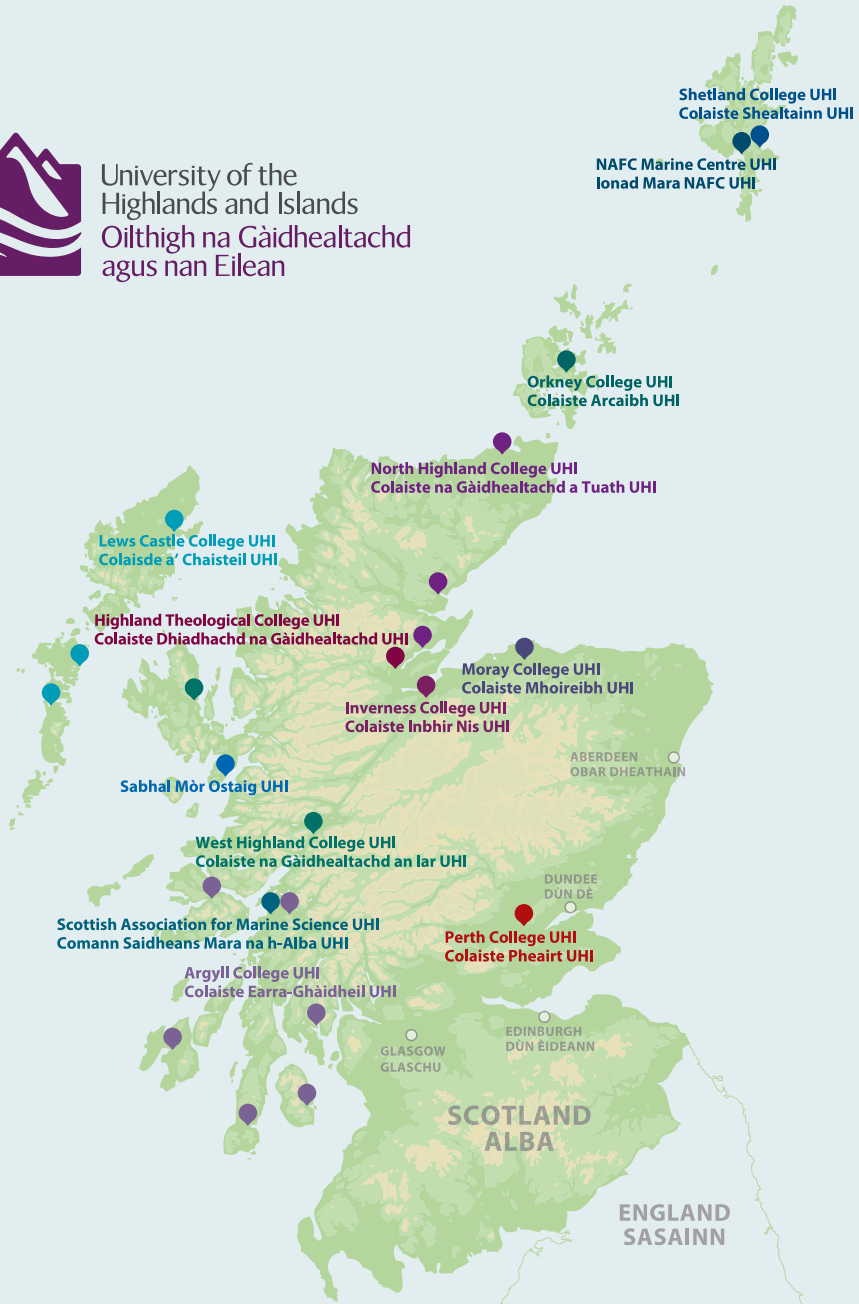 Shetland College UHI
Colaiste Shealtainn UHI
NAFC Marine Centre UHI
Ionad Mara NAFC UHI
University of the
Highlands and Islands
Oilthigh na Gàidhealtachd
agus nan Eilean
Orkney College UHI
Colaiste Arcaibh UHI
North Highland College UHI
Colaiste na Gàidhealtachd a Tuath UHI
Lews Castle College UHI
Colaisde a’ Chaisteil UHI
Highland Theological College UHI
Colaiste Dhiadhachd na Gàidhealtachd UHI
Moray College UHI
Colaiste Mhoireibh UHI
Inverness College UHI
Colaiste Inbhir Nis UHI
ABERDEEN
OBAR DHEATHAIN
Sabhal Mòr Ostaig UHI
West Highland College UHI
Colaiste na Gàidhealtachd an Iar UHI
DUNDEE
DÙN DÈ
Scottish Association for Marine Science UHI
Comann Saidheans Mara na h-Alba UHI
Perth College UHI
Colaiste Pheairt UHI
Argyll College UHI
Colaiste Earra-Ghàidheil UHI
EDINBURGH
DÙN ÈIDEANN
GLASGOW
GLASCHU
SCOTLAND
ALBA
ENGLAND
SASAINN